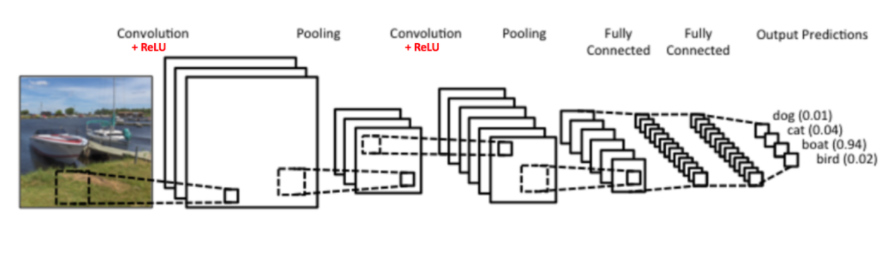 Convolution
+ ReLU
Pooling
Convolution
+ ReLU
Pooling
Fully
Connected
Fully
Connected
Output Predictions
dog (0.01)
cat (0.04)
boat (0.94)
bird (0.02)